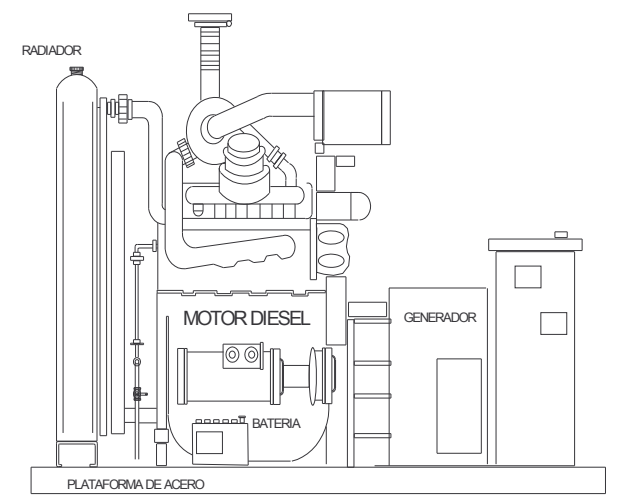 RADIADOR
MOTOR DIESEL
GENERADOR
BATERIA
PLATAFORMA DE ACERO